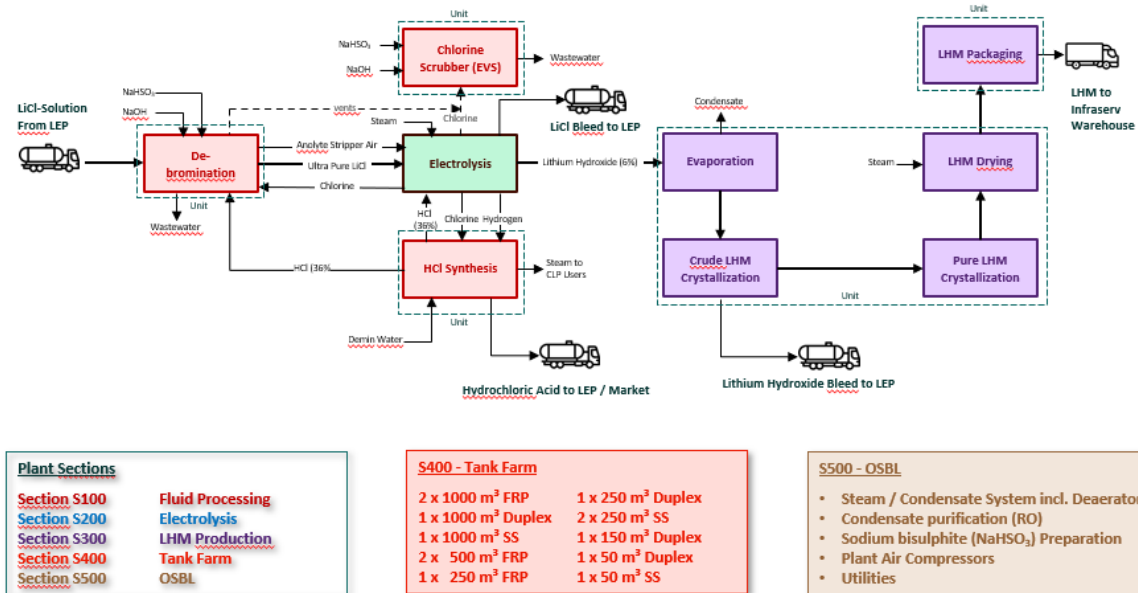 Unit
NaHSO₃
NaOH
Chlorine
Scrubber (EVS)
Wastewater
LHM Packaging
LHM to
Infraserv
Warehouse
LiCl-Solution
From LEP
NaHSO₃
NaOH
vents
Chlorine
Steam
LiCl Bleed to LEP
Condensate
Unit
De-
bromination
Anolyte Stripper Air
Ultra Pure LiCl
Chlorine
Electrolysis
Lithium Hydroxide (6%)
Evaporation
Steam
LHM Drying
Unit
Wastewater
HCl
(36%)
Chlorine
Hydrogen
HCl (36%
HCl Synthesis
Steam to
CLP Users
Crude LHM
Crystallization
Pure LHM
Crystallization
Unit
Unit
Demin Water
Hydrochloric Acid to LEP / Market
Lithium Hydroxide Bleed to LEP
Plant Sections
Section S100 Fluid Processing
Section S200 Electrolysis
Section S300 LHM Production
Section S400 Tank Farm
Section S500 OSBL
S400 - Tank Farm
2 x 1000 m³ FRP 1 x 250 m³ Duplex
1 x 1000 m³ Duplex 2 x 250 m³ SS
1 x 1000 m³ SS 1 x 150 m³ Duplex
2 x 500 m³ FRP 1 x 50 m³ Duplex
1 x 250 m³ FRP 1 x 50 m³ SS
S500 - OSBL
• Steam / Condensate System incl. Deaerator
• Condensate purification (RO)
• Sodium bisulphite (NaHSO₃) Preparation
• Plant Air Compressors
• Utilities